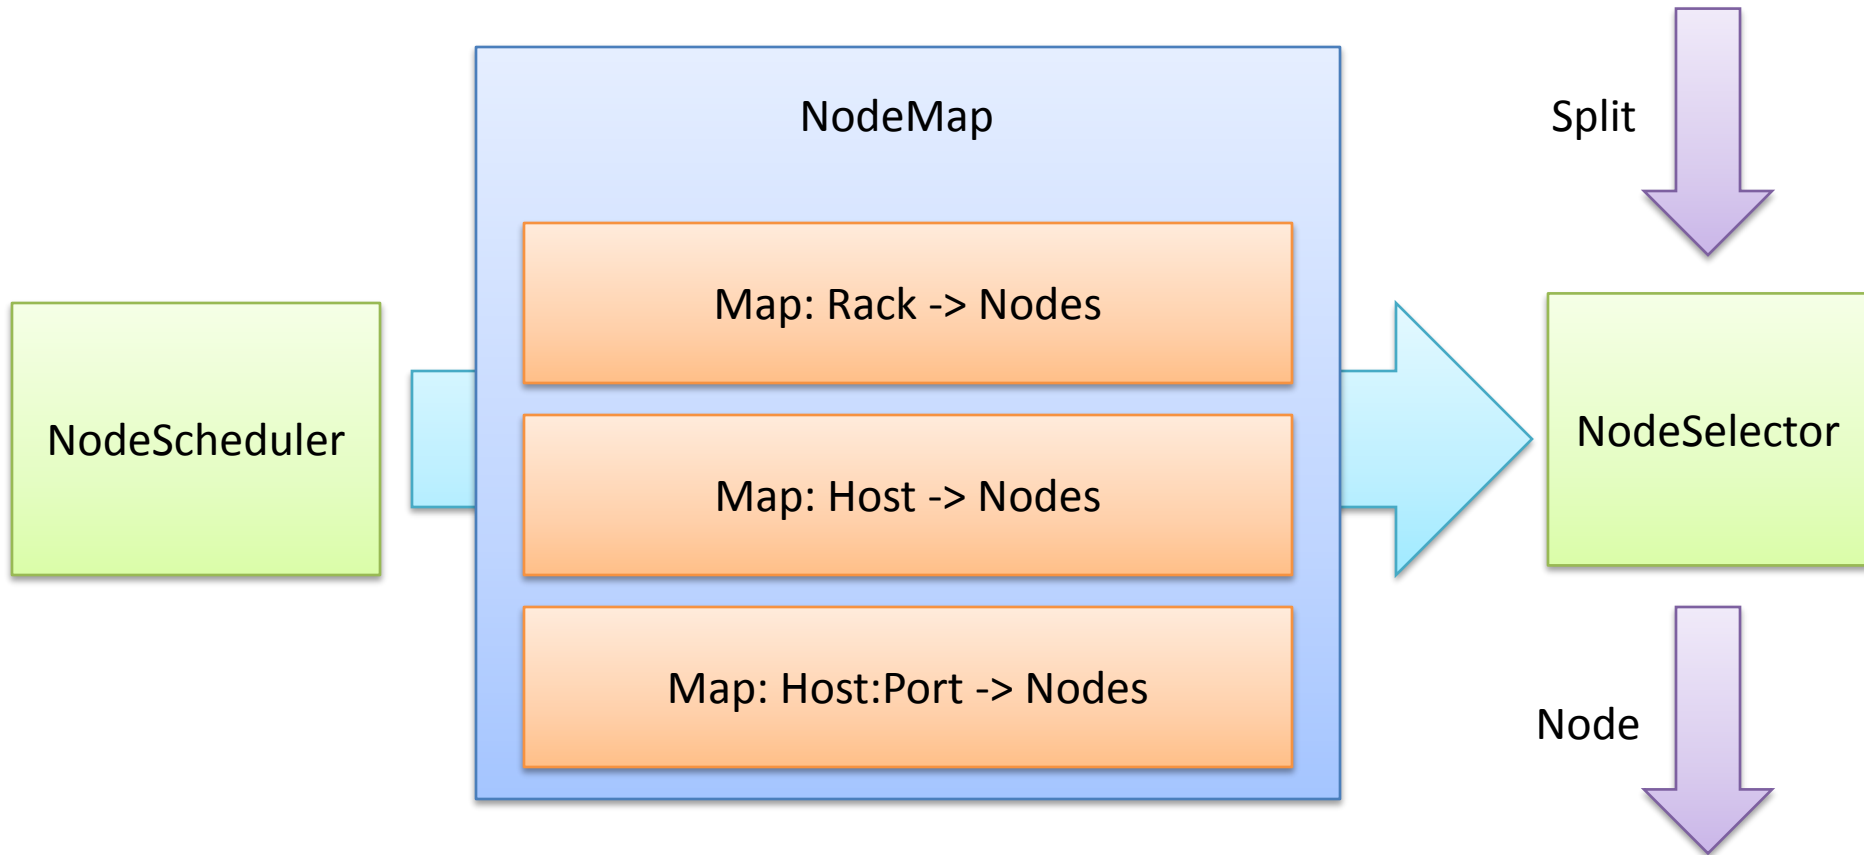 NodeMap
Split
Map: Rack -> Nodes
NodeScheduler
NodeSelector
Map: Host -> Nodes
Map: Host:Port -> Nodes
Node